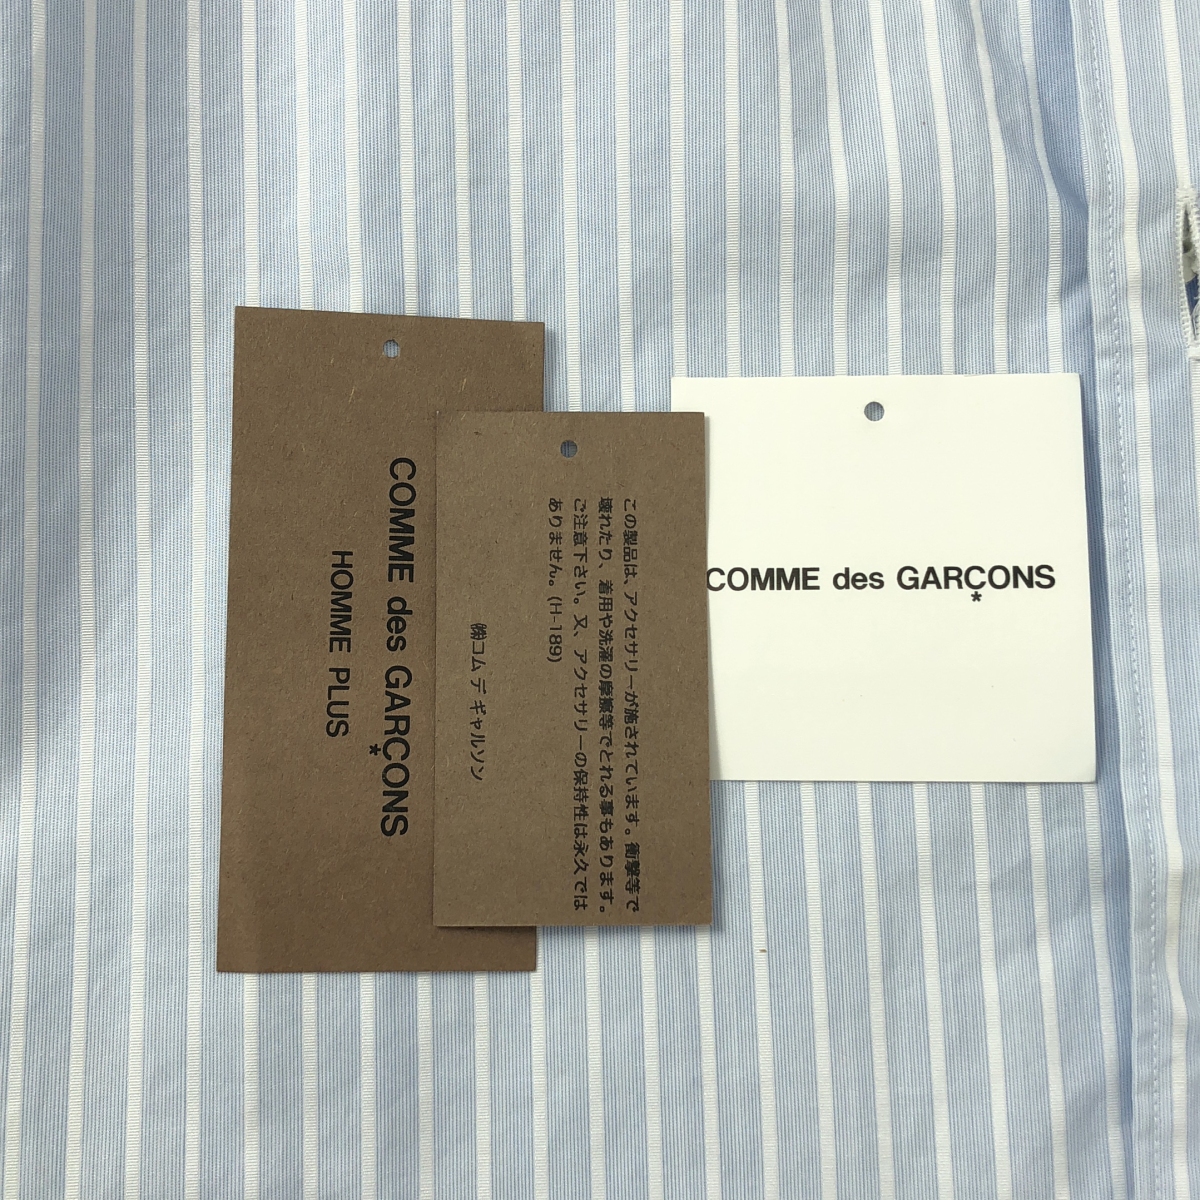 COMME des GARÇONS
HOMME PLUS
この製品は、アクセサリーが施されています。衝撃等で
壊れたり、着用や洗濯の摩擦等でとれる事もあります。
ご注意下さい。又、アクセサリーの保持性は永久では
ありません。(H-189)
㈱コム デ ギャルソン
COMME des GARÇONS